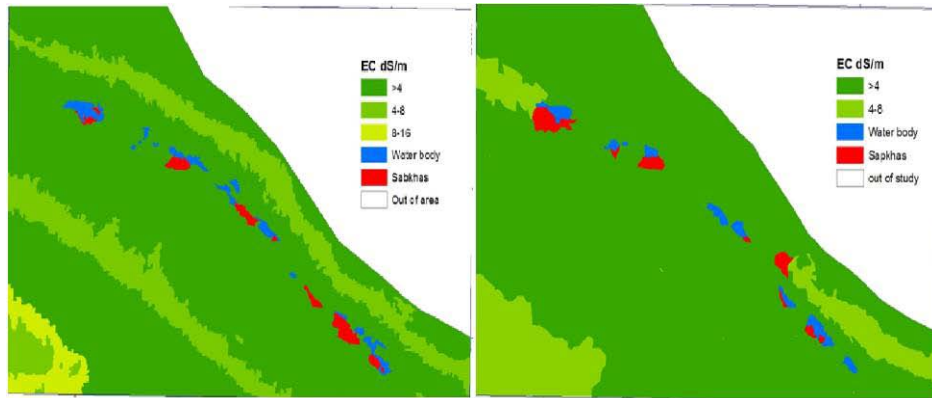 EC dS/m
>4
4-8
8-16
Water body
Sabkhas
Out of area
EC dS/m
>4
4-8
Water body
Sapkhas
out of study